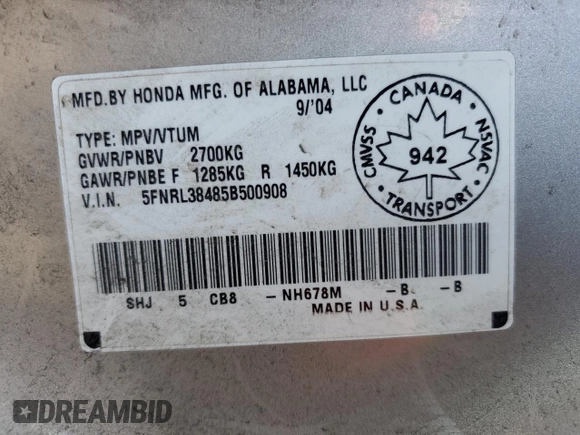 MFD.BY HONDA MFG. OF ALABAMA, LLC
9/'04
TYPE: MPV/VTUM
GVWR/PNBV 2700KG
GAWR/PNBE F 1285KG R 1450KG
V.I.N. 5FNRL38485B500908
CANADA
CMVSS 942 NSVAC
TRANSPORT
SHJ 5 CB8 -NH678M -B -B
MADE IN U.S.A.
DREAMBID